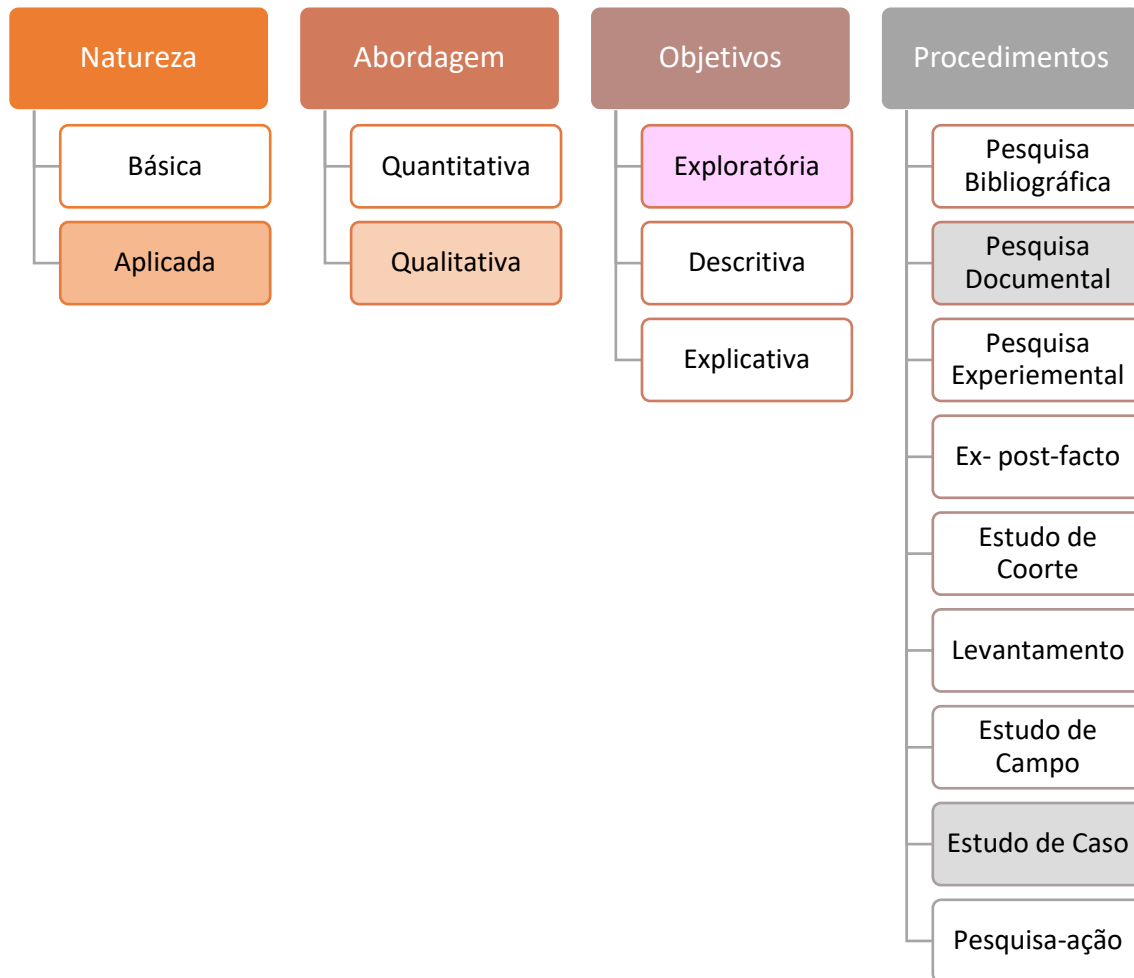 Natureza
Básica
Aplicada
Abordagem
Quantitativa
Qualitativa
Objetivos
Exploratória
Descritiva
Explicativa
Procedimentos
Pesquisa
Bibliográfica
Pesquisa
Documental
Pesquisa
Experiemental
Ex- post-facto
Estudo de
Coorte
Levantamento
Estudo de
Campo
Estudo de Caso
Pesquisa-ação